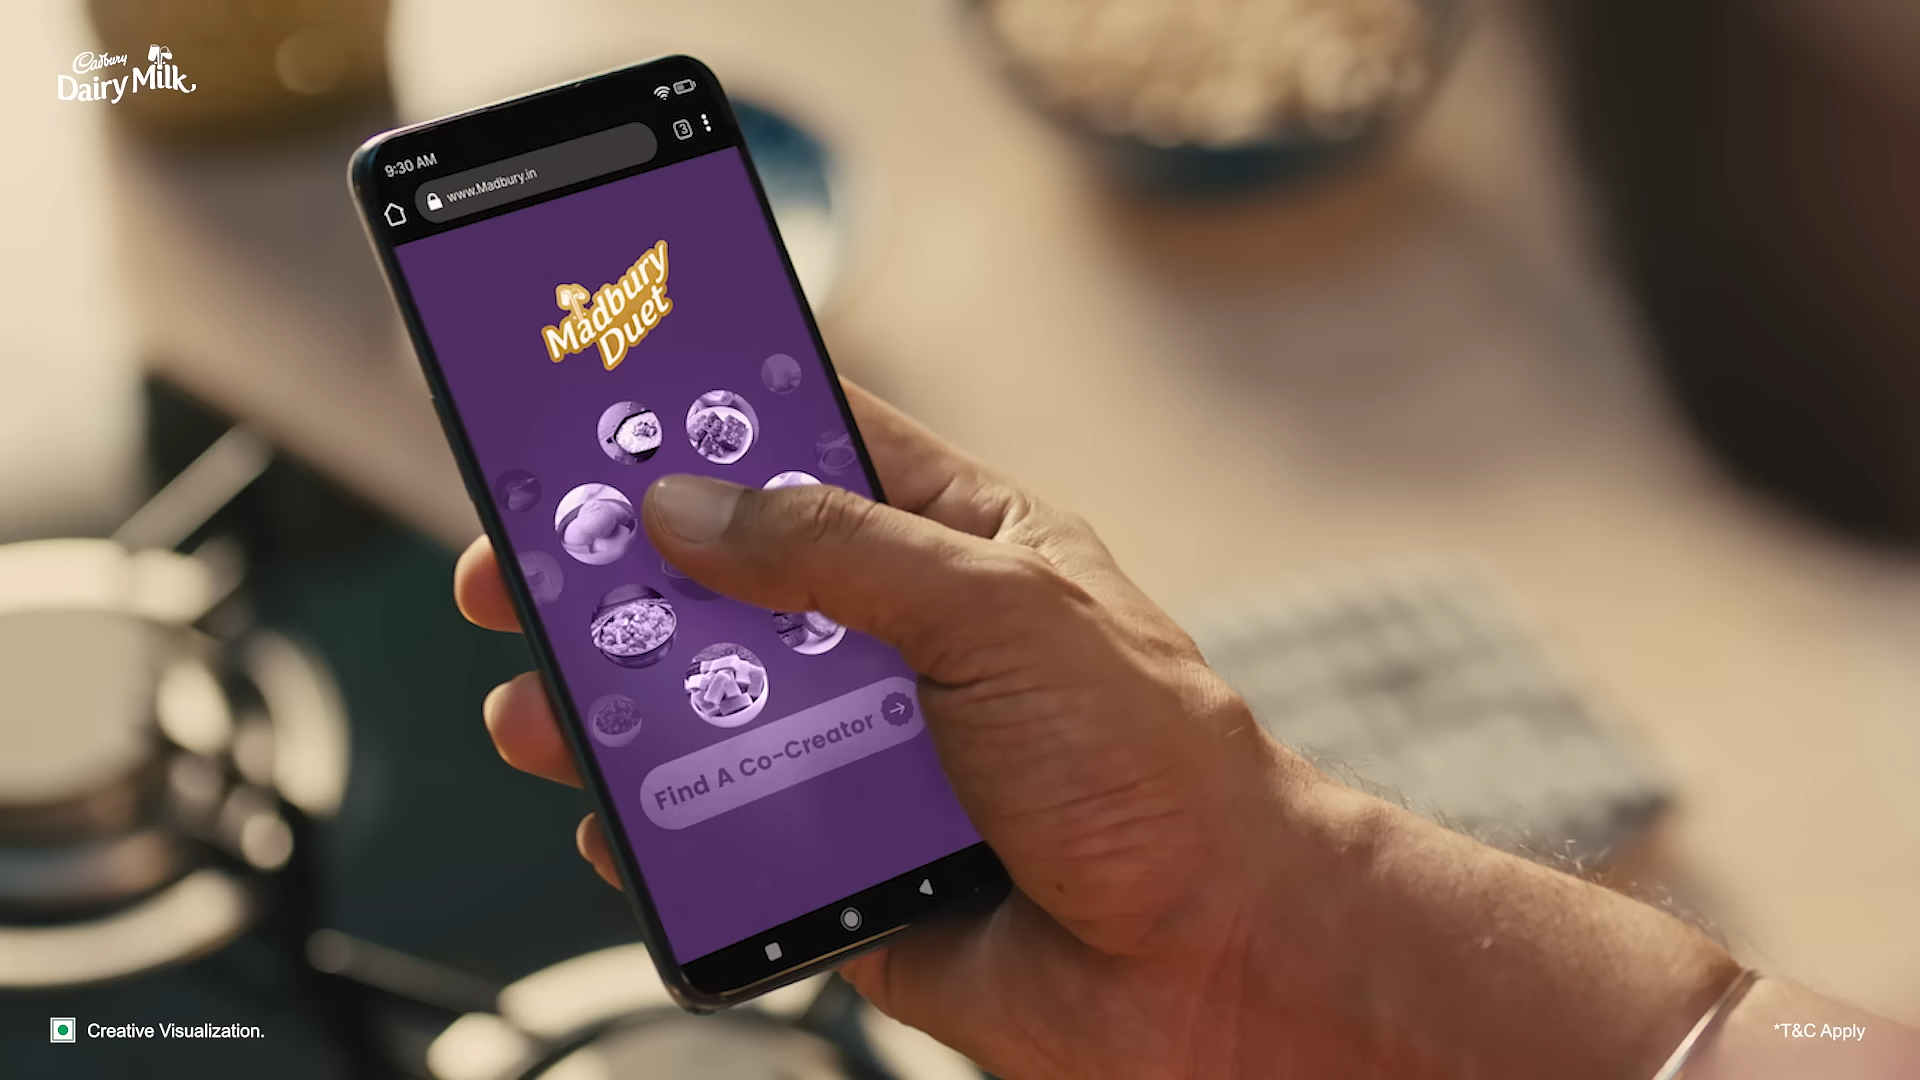 Cadbury
Dairy Milk
9:30 AM
3
www.Madbury.in
Madbury
Duet
Find A Co-Creator
Creative Visualization.
*T&C Apply